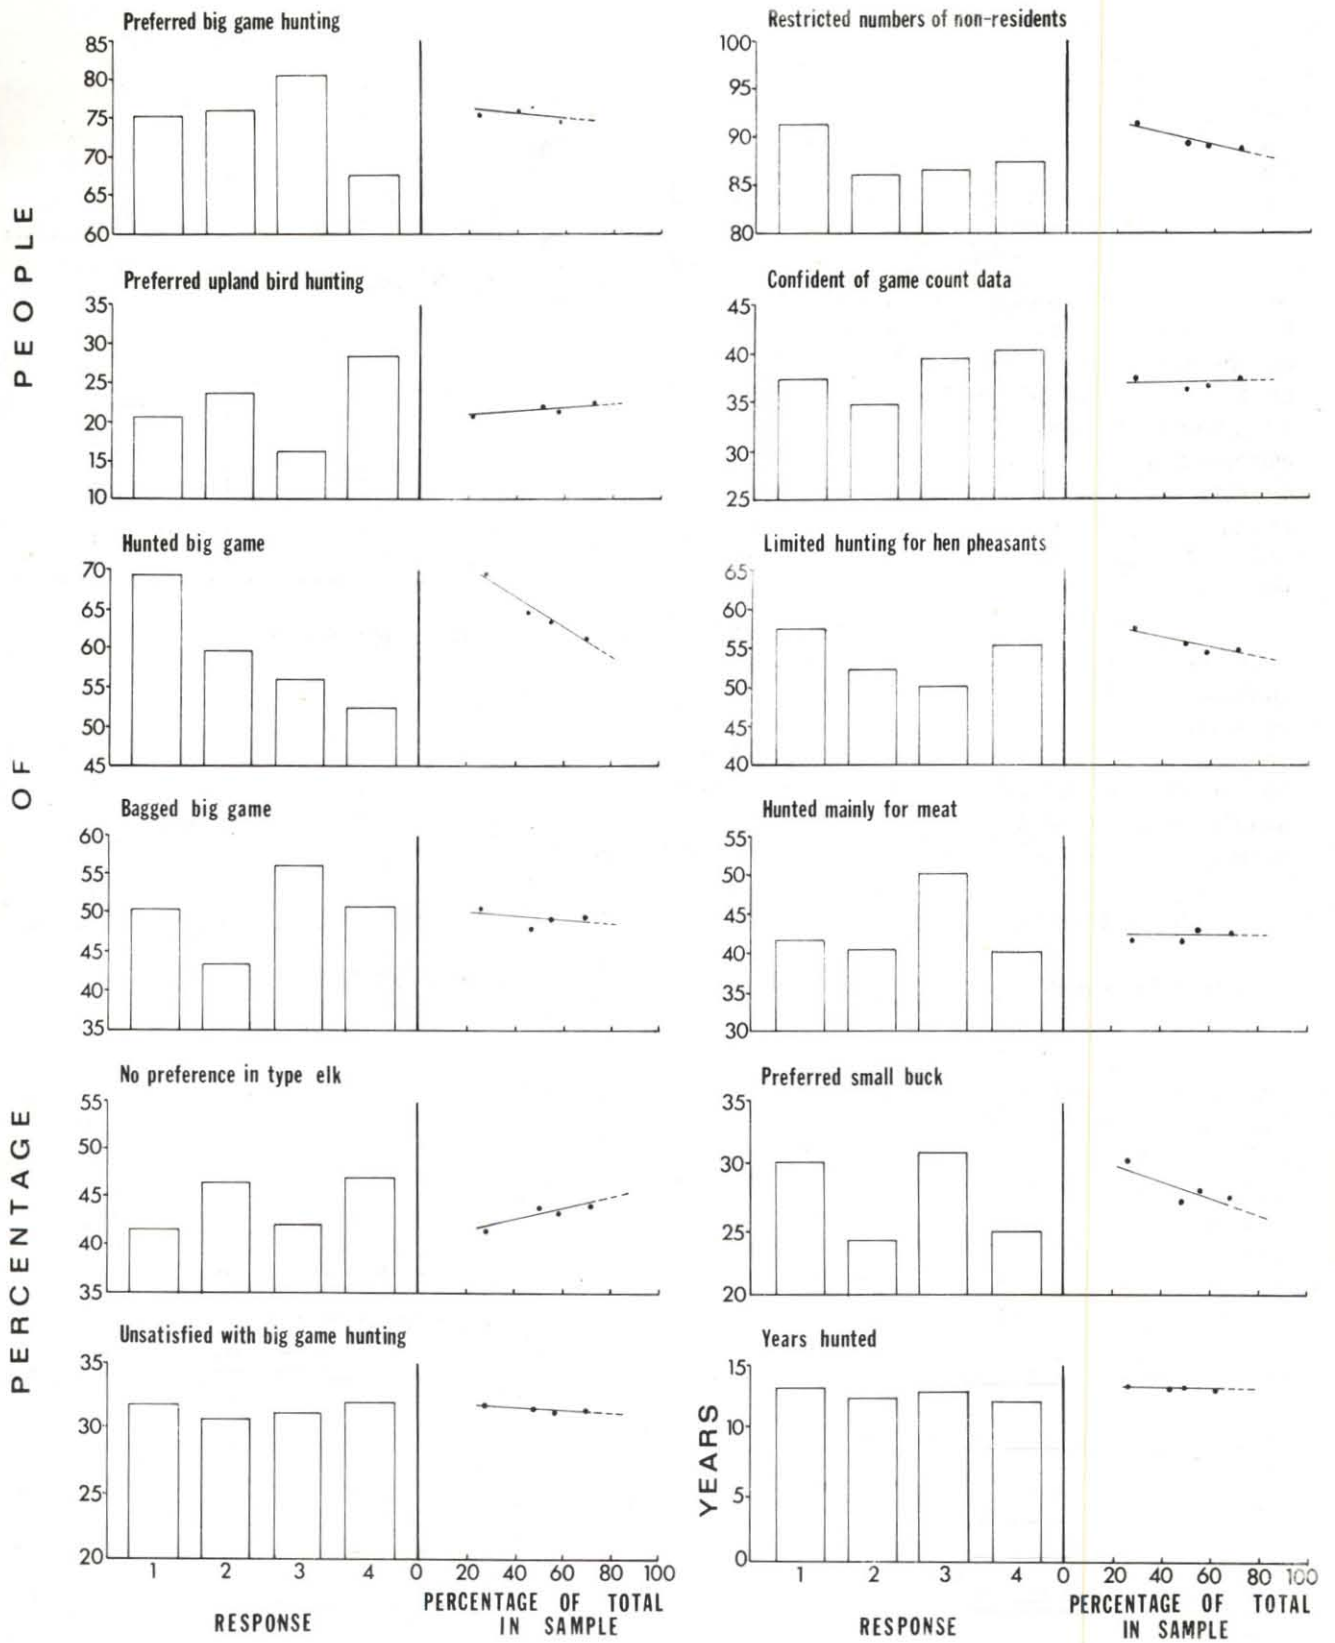 PERCENTAGE OF PEOPLE
Preferred big game hunting
85
80
75
70
65
60
Preferred upland bird hunting
35
30
25
20
15
10
Hunted big game
70
65
60
55
50
45
Bagged big game
60
55
50
45
40
35
No preference in type elk
55
50
45
40
35
Unsatisfied with big game hunting
35
30
25
20
1 2 3 4 0 20 40 60 80 100
RESPONSE
PERCENTAGE OF TOTAL
IN SAMPLE
Restricted numbers of non-residents
100
95
90
85
80
Confident of game count data
45
40
35
30
25
Limited hunting for hen pheasants
65
60
55
50
45
40
Hunted mainly for meat
55
50
45
40
35
30
Preferred small buck
35
30
25
20
Years hunted
YEARS
15
10
5
0
1 2 3 4 0 20 40 60 80 100
RESPONSE
PERCENTAGE OF TOTAL
IN SAMPLE